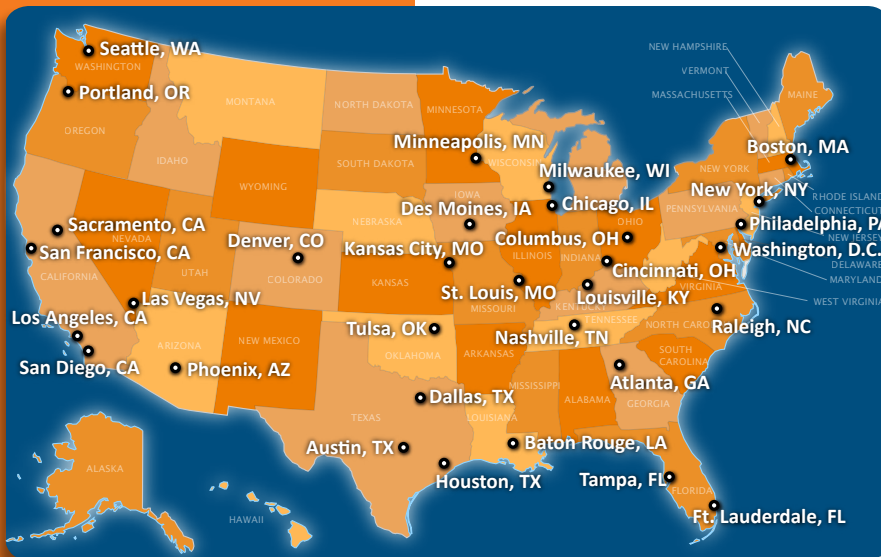 NEW HAMPSHIRE
Seattle, WA
WASHINGTON
VERMONT
Portland, OR
MASSACHUSETTS
MAINE
MONTANA
NORTH DAKOTA
MINNESOTA
OREGON
Minneapolis, MN
Boston, MA
IDAHO
SOUTH DAKOTA
WISCONSIN
Milwaukee, WI
NEW YORK
WYOMING
IOWA
New York, NY
RHODE ISLAND
Des Moines, IA
Chicago, IL
PENNSYLVANIA
CONNECTICUT
Sacramento, CA
NEBRASKA
OHIO
Philadelphia, PA
NEVADA
Denver, CO
Kansas City, MO
Columbus, OH
NEW JERSEY
San Francisco, CA
Washington, D.C.
UTAH
ILLINOIS
INDIANA
DELAWARE
CALIFORNIA
COLORADO
KANSAS
Cincinnati, OH
MARYLAND
Las Vegas, NV
St. Louis, MO
Louisville, KY
VIRGINIA
WEST VIRGINIA
MISSOURI
KENTUCKY
Los Angeles, CA
TENNESSEE
NORTH CARO
Raleigh, NC
Tulsa, OK
Nashville, TN
ARIZONA
NEW MEXICO
OKLAHOMA
ARKANSAS
SOUTH
CAROLINA
San Diego, CA
Phoenix, AZ
MISSISSIPPI
ALABAMA
Atlanta, GA
GEORGIA
Dallas, TX
TEXAS
LOUISIANA
Austin, TX
Baton Rouge, LA
ALASKA
Houston, TX
Tampa, FL
FLORIDA
HAWAII
Ft. Lauderdale, FL